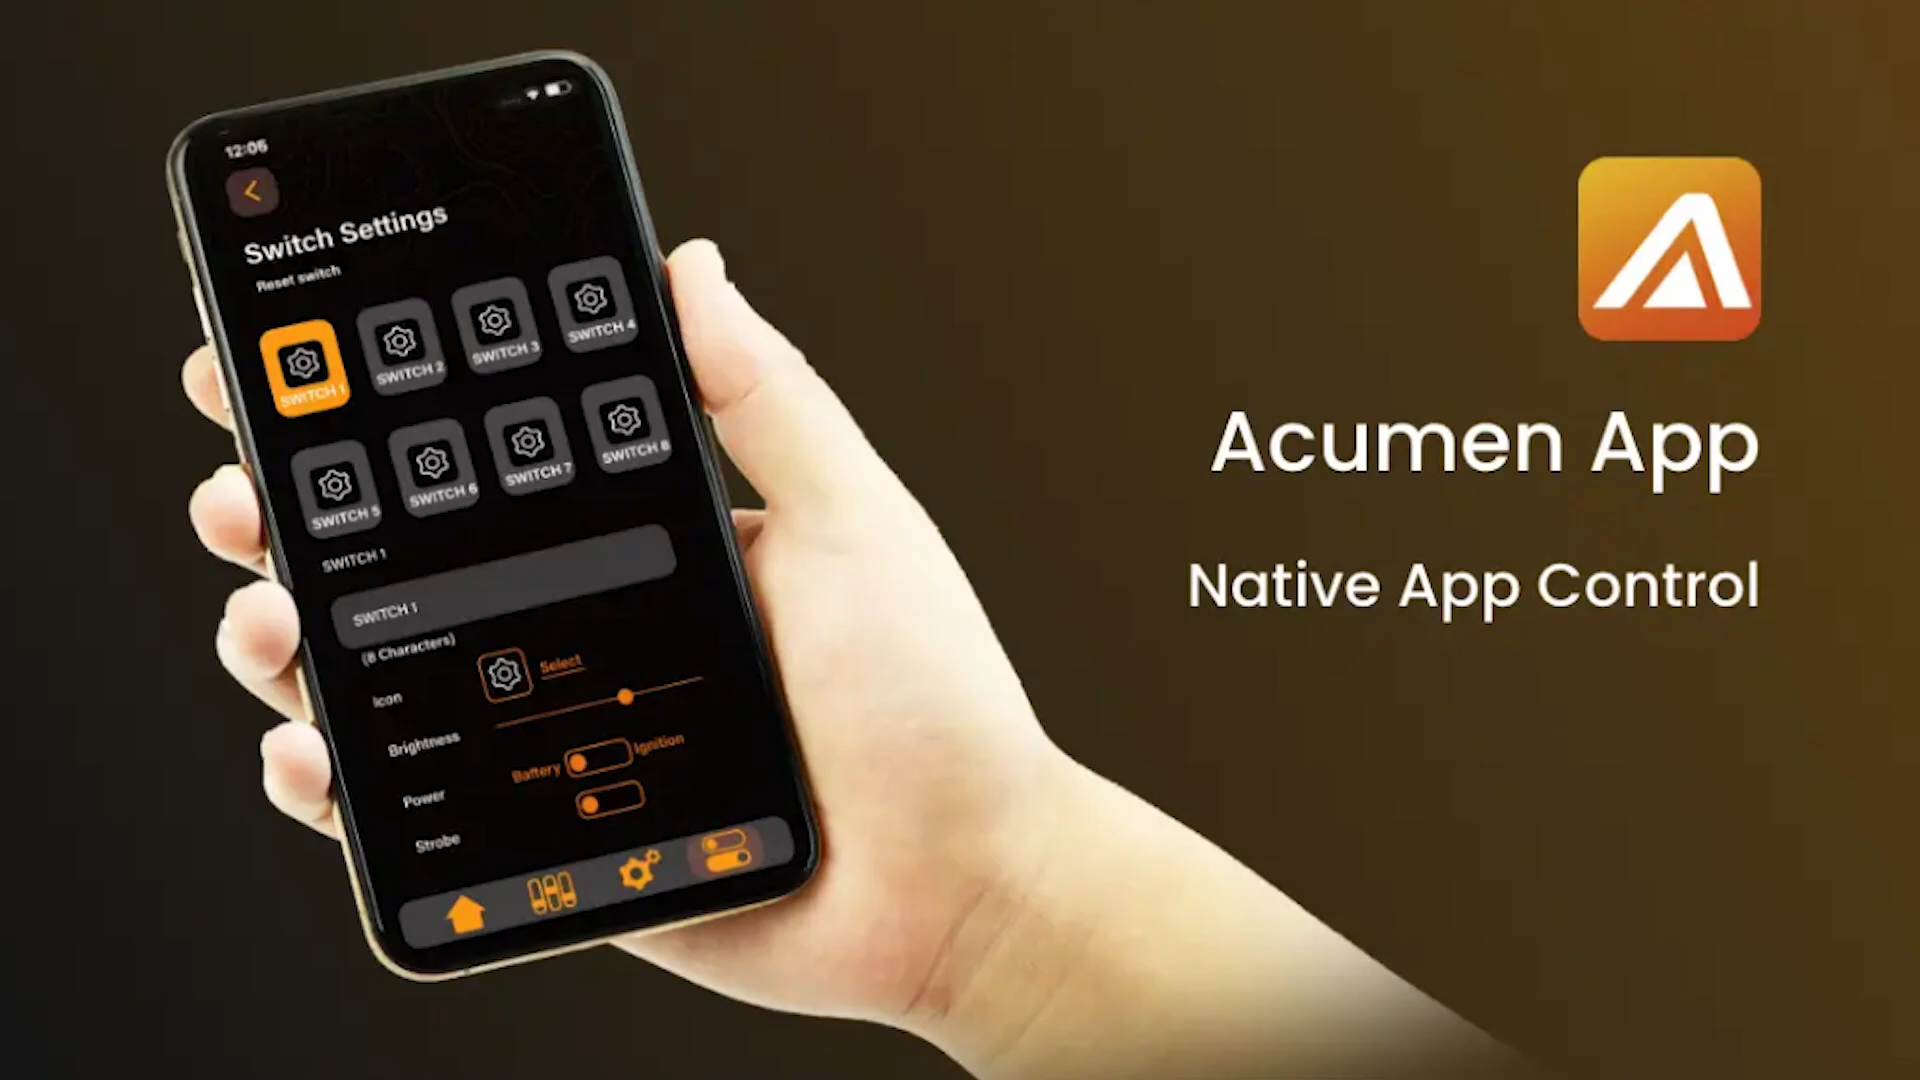 12:06
Switch Settings
Reset switch
SWITCH 1
SWITCH 2
SWITCH 3
SWITCH 4
SWITCH 5
SWITCH 6
SWITCH 7
SWITCH 8
SWITCH 1
SWITCH 1
(8 Characters)
Icon
Select
Brightness
Power
Battery
Ignition
Strobe
Acumen App
Native App Control